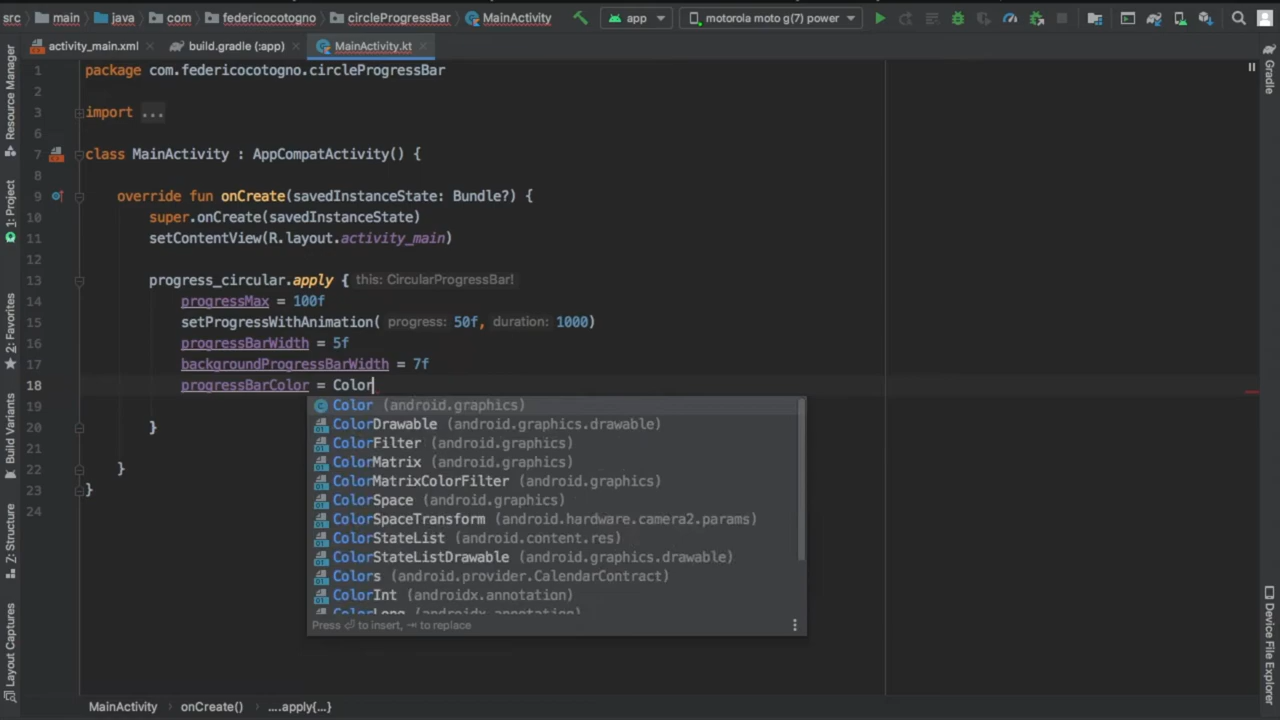 src main java com federicocotogno circleProgressBar MainActivity app motorola moto g(7) power
activity_main.xml build.gradle (:app) MainActivity.kt
Resource Manager
1: Project
2: Favorites
Build Variants
Z: Structure
Layout Captures
1 package com.federicocotogno.circleProgressBar
2
3 import ...
6
7 class MainActivity : AppCompatActivity() {
8
9 override fun onCreate(savedInstanceState: Bundle?) {
10 super.onCreate(savedInstanceState)
11 setContentView(R.layout.activity_main)
12
13 progress_circular.apply { this: CircularProgressBar!
14 progressMax = 100f
15 setProgressWithAnimation( progress: 50f, duration: 1000)
16 progressBarWidth = 5f
17 backgroundProgressBarWidth = 7f
18 progressBarColor = Color
19
20 }
21
22 }
23 }
24
Color (android.graphics)
ColorDrawable (android.graphics.drawable)
ColorFilter (android.graphics)
ColorMatrix (android.graphics)
ColorMatrixColorFilter (android.graphics)
ColorSpace (android.graphics)
ColorSpaceTransform (android.hardware.camera2.params)
ColorStateList (android.content.res)
ColorStateListDrawable (android.graphics.drawable)
Colors (android.provider.CalendarContract)
ColorInt (androidx.annotation)
ColorLong (androidx.annotation)
Press ⏎ to insert, ⇥ to replace
Gradle
Device File Explorer
MainActivity onCreate() ....apply{...}